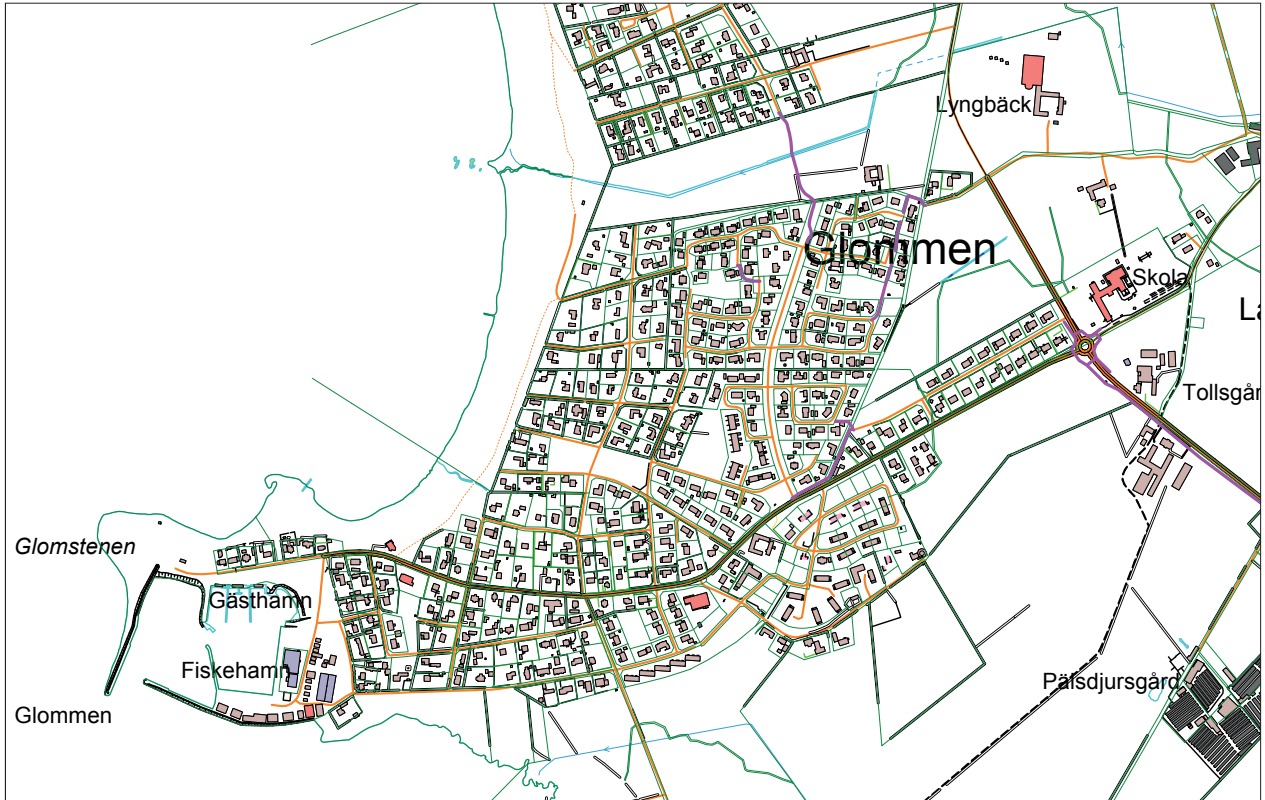 Lyngbäck
Glommen
Skola
Tollsgår
Glomstenen
Gästhamn
Fiskehamn
Pälsdjursgård
Glommen